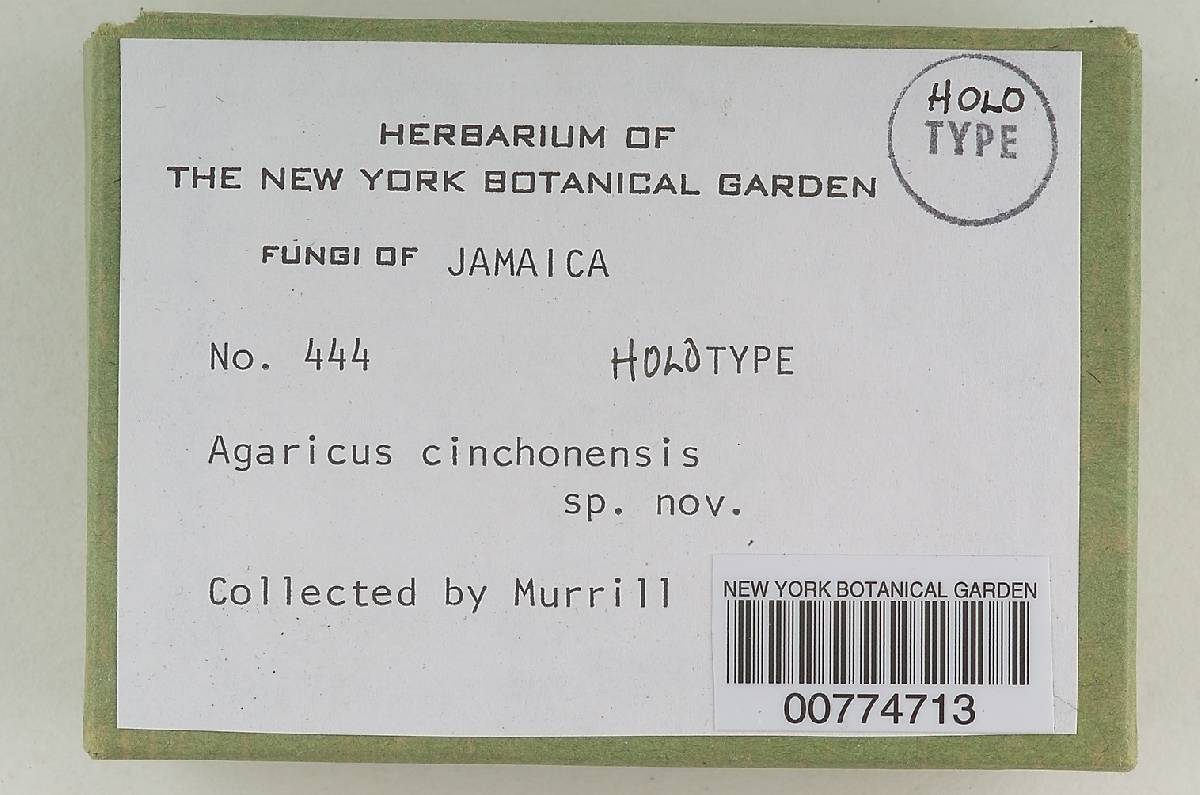 HOLO
TYPE
HERBARIUM OF
THE NEW YORK BOTANICAL GARDEN
FUNGI OF JAMAICA
No. 444 HOLOTYPE
Agaricus cinchonensis
sp. nov.
Collected by Murrill
NEW YORK BOTANICAL GARDEN
00774713